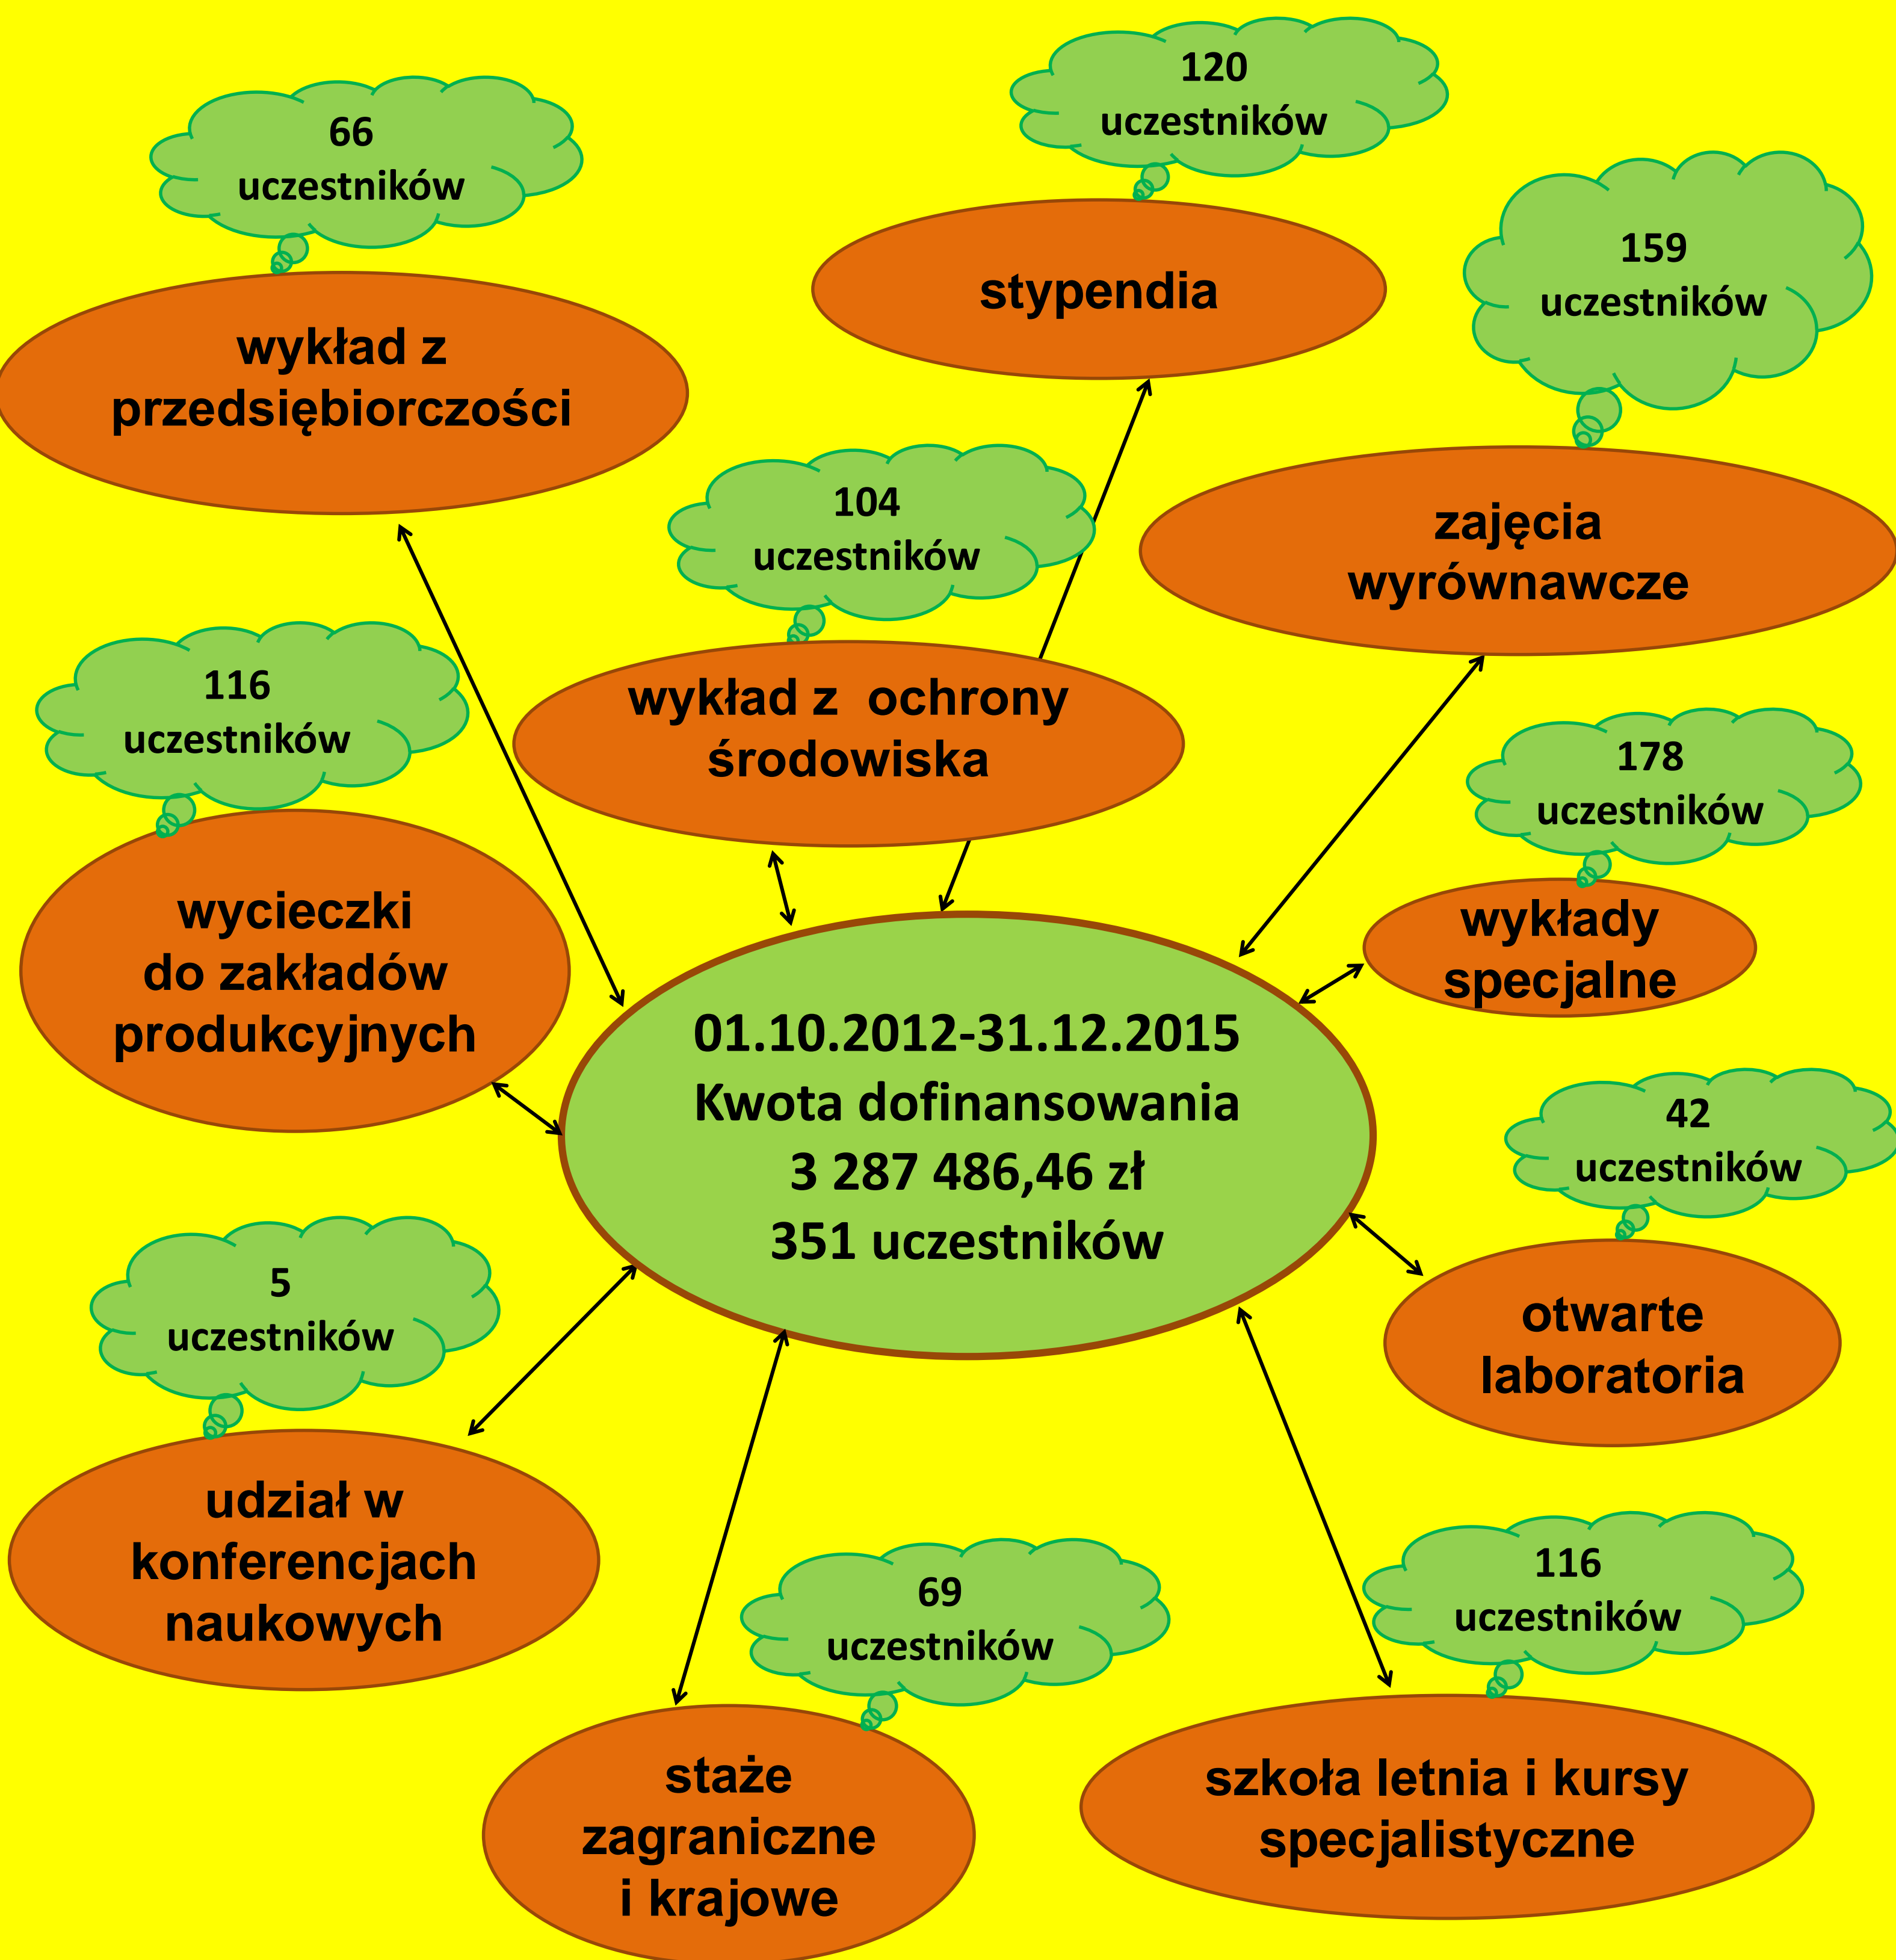 120
uczestników
66
uczestników
159
uczestników
stypendia
wykład z
przedsiębiorczości
104
uczestników
zajęcia
wyrównawcze
116
uczestników
wykład z  ochrony
środowiska
178
uczestników
wycieczki
do zakładów
produkcyjnych
wykłady
specjalne
01.10.2012-31.12.2015
Kwota dofinansowania
3 287 486,46 zł
351 uczestników
42
uczestników
5
uczestników
otwarte
laboratoria
udział w
konferencjach
naukowych
69
uczestników
116
uczestników
staże
zagraniczne
i krajowe
szkoła letnia i kursy
specjalistyczne